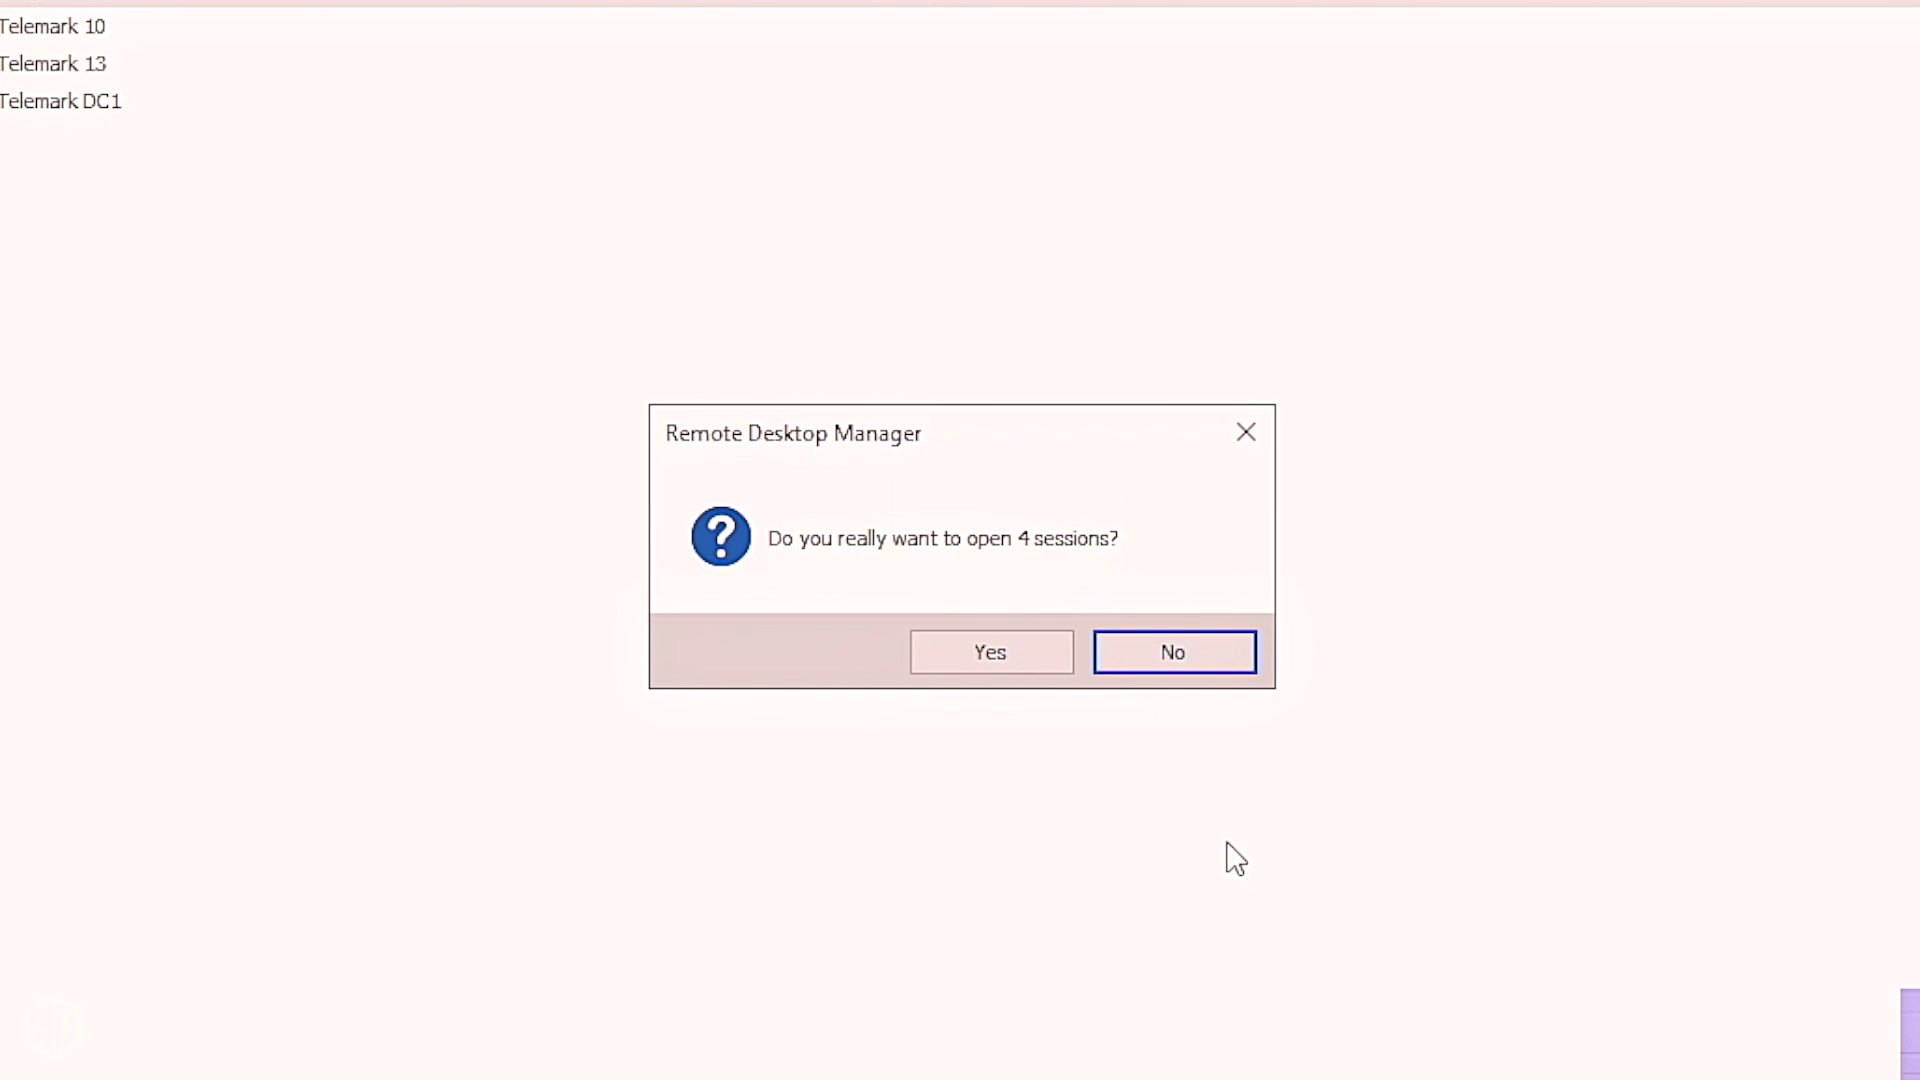 Telemark 10
Telemark 13
Telemark DC1
Remote Desktop Manager
Do you really want to open 4 sessions?
Yes
No